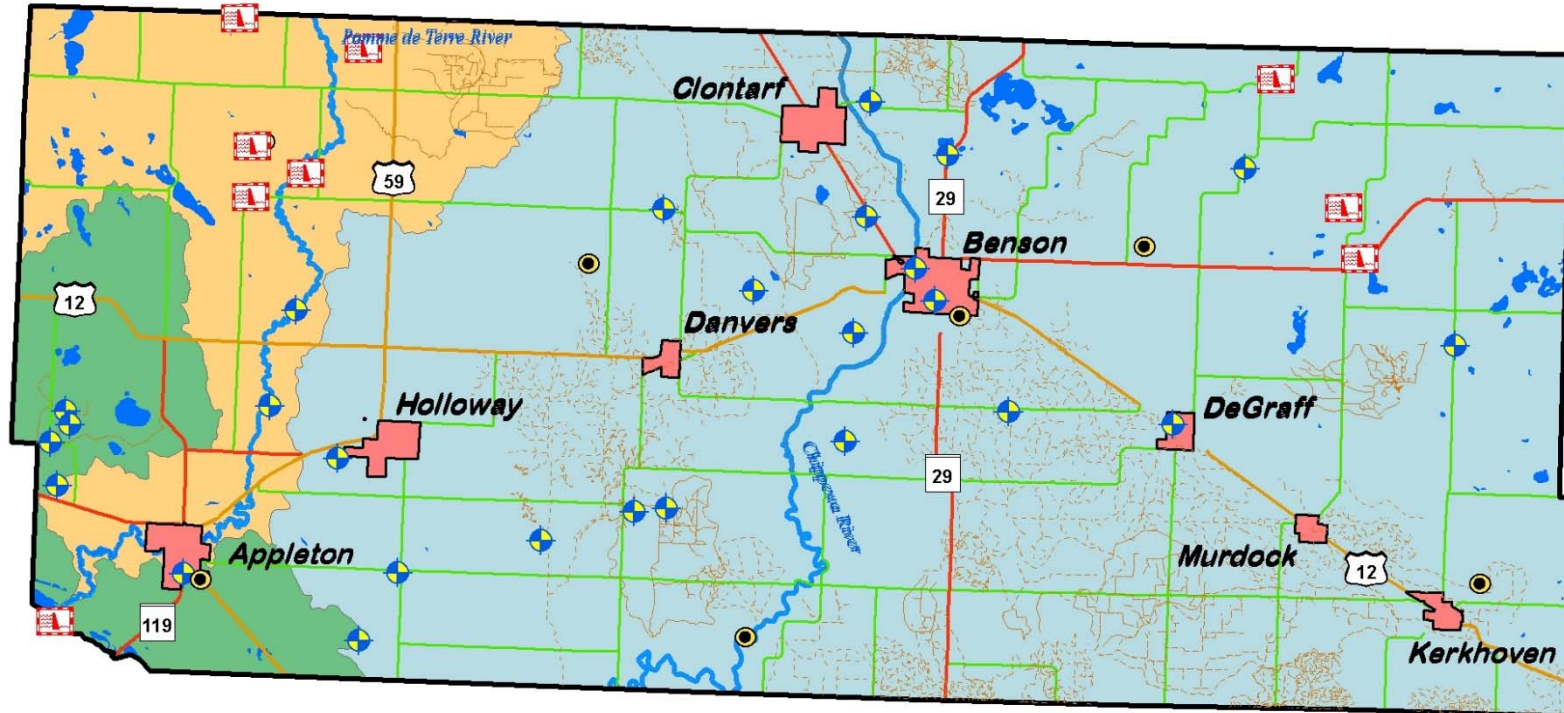 Pomme de Terre River
Clontarf
59
29
Benson
12
Danvers
Holloway
DeGraff
Chippewa River
29
Appleton
Murdock
12
119
Kerkhoven